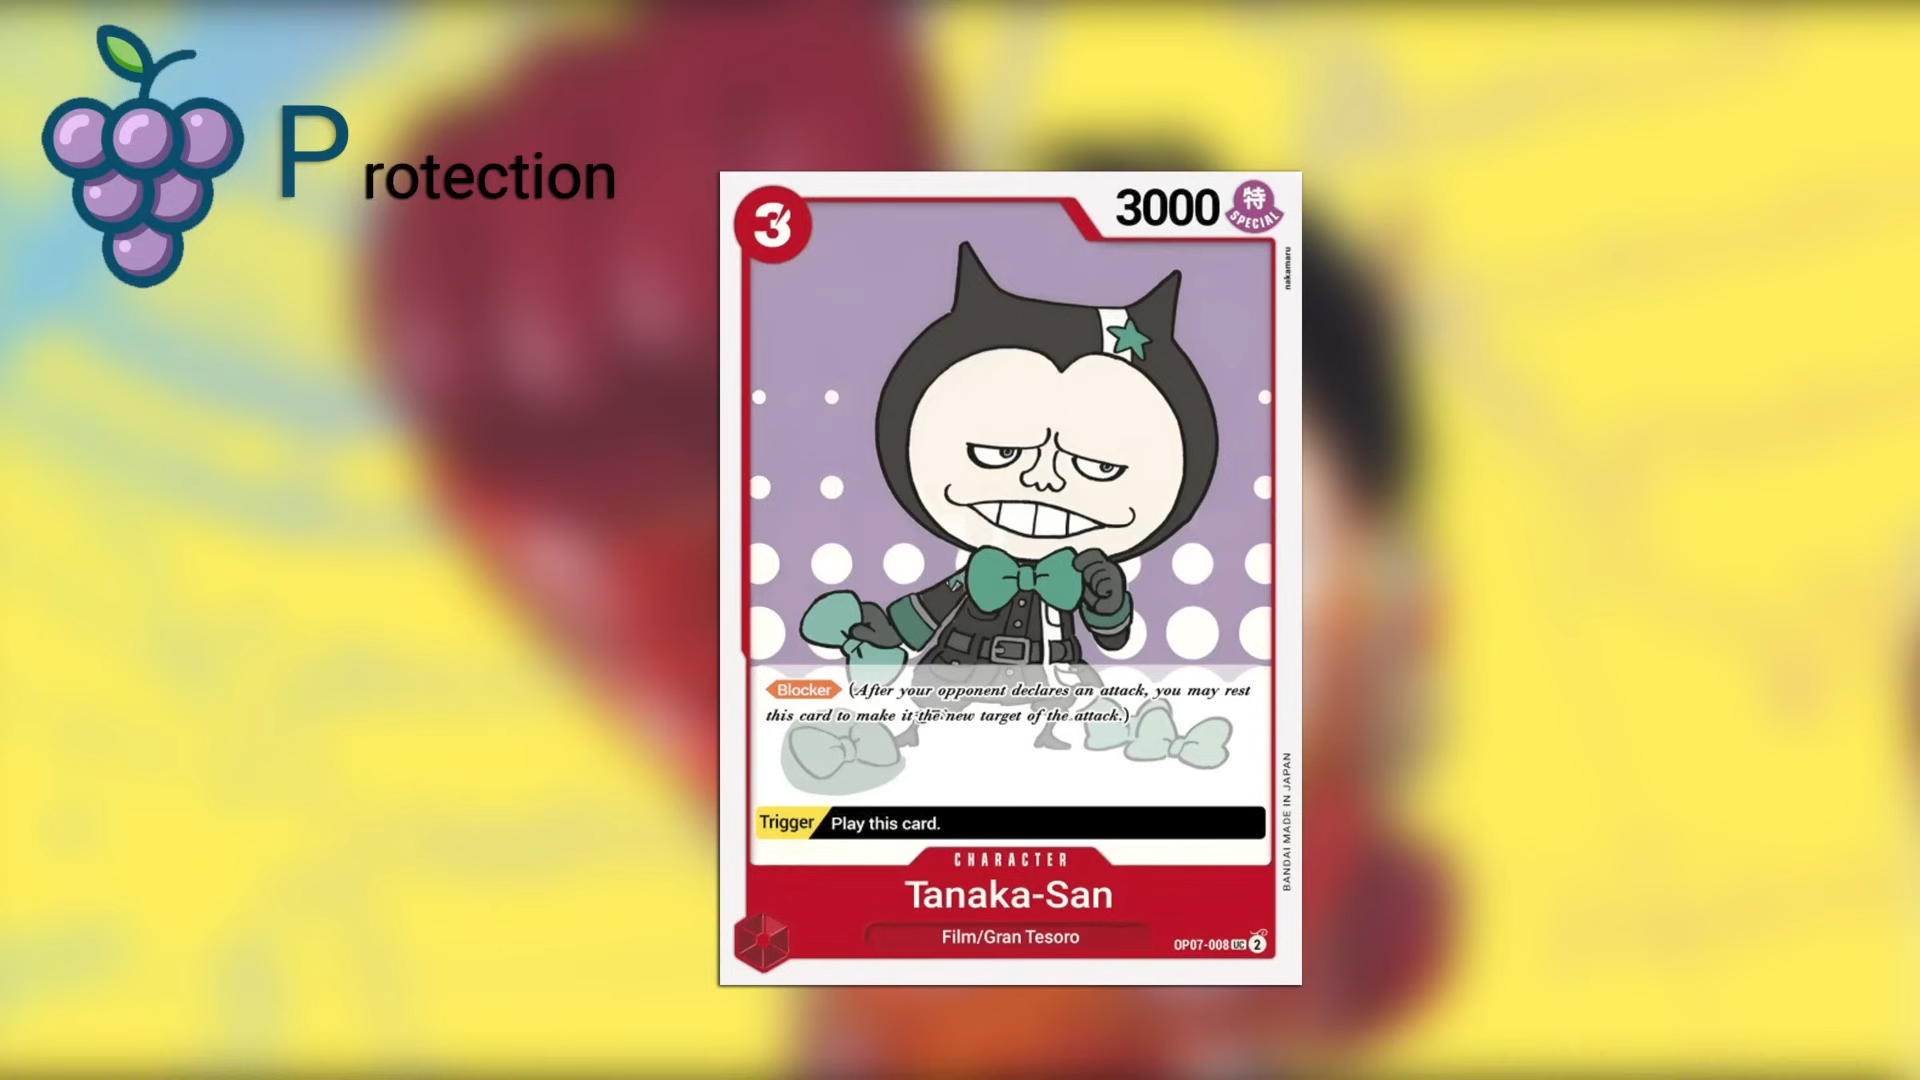 Protection
3
3000
特
SPECIAL
nakamaru
Blocker (After your opponent declares an attack, you may rest
this card to make it the new target of the attack.)
Trigger Play this card.
BANDAI MADE IN JAPAN
CHARACTER
Tanaka-San
Film/Gran Tesoro
OP07-008 UC 2